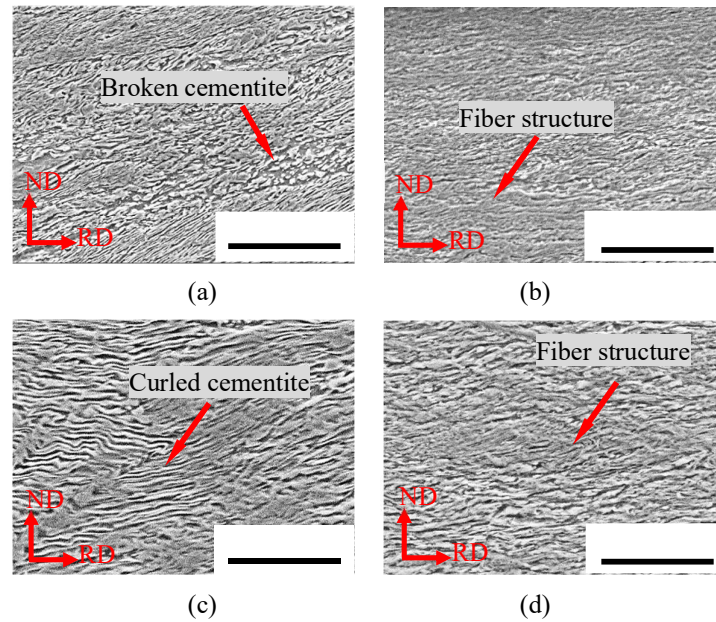 Broken cementite
ND
RD
(a)
Fiber structure
ND
RD
(b)
Curled cementite
ND
RD
(c)
Fiber structure
ND
RD
(d)